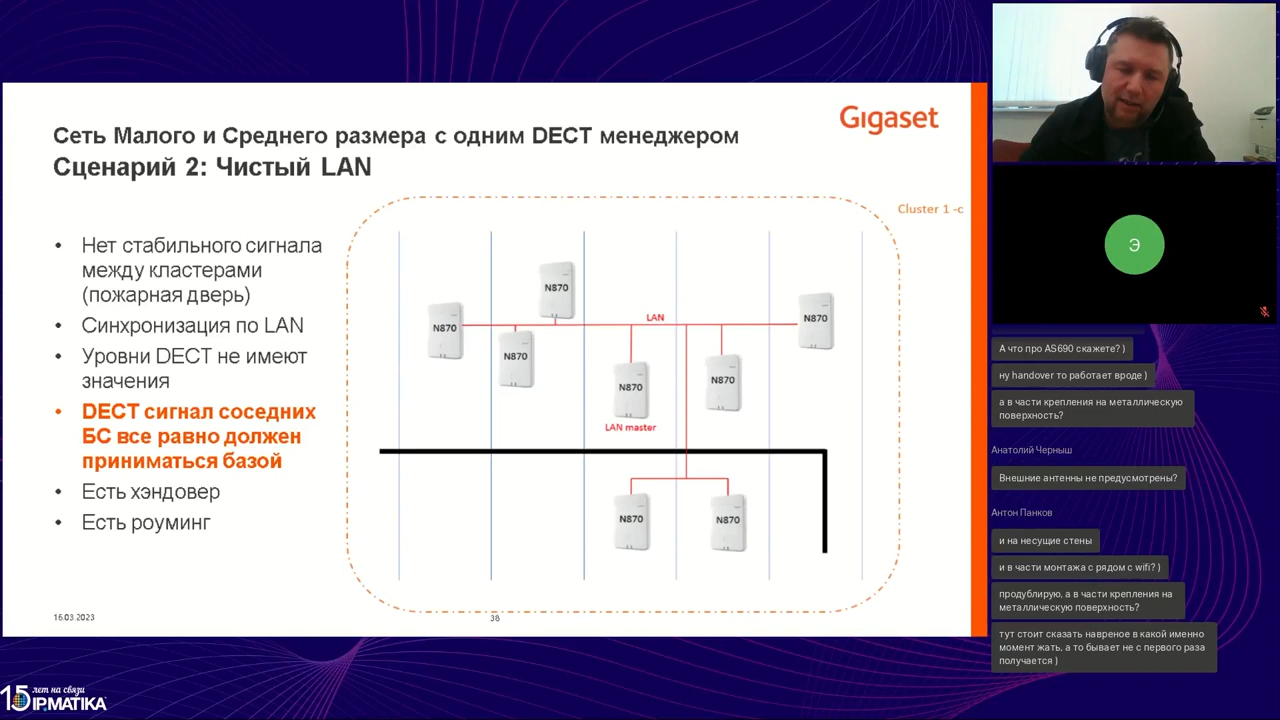 Gigaset
Сеть Малого и Среднего размера с одним DECT менеджером
Сценарий 2: Чистый LAN
Cluster 1 -c
• Нет стабильного сигнала
между кластерами
(пожарная дверь)
• Синхронизация по LAN
• Уровни DECT не имеют
значения
• DECT сигнал соседних
БС все равно должен
приниматься базой
• Есть хэндовер
• Есть роуминг
N870
N870
N870
LAN
N870
N870
N870
LAN master
N870
N870
16.03.2023
38
15 лет на связи
IPMATIKA
Э
А что про AS690 скажете? )
ну handover то работает вроде )
а в части крепления на металлическую
поверхность?
Анатолий Черныш
Внешние антенны не предусмотрены?
Антон Панков
и на несущие стены
и в части монтажа с рядом с wifi? )
продублирую, а в части крепления на
металлическую поверхность?
тут стоит сказать навреное в какой именно
момент жать, а то бывает не с первого раза
получается )